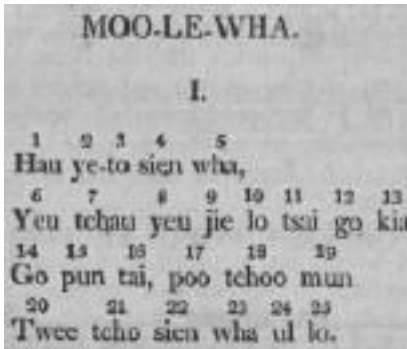 MOO-LE-WHA.
I.
1 2 3 4 5
Hau ye-to sien wha,
6 7 8 9 10 11 12 13
Yeu tchau yeu jie lo tsai go kia
14 15 16 17 18 19
Go pun tai, poo tchoo mun
20 21 22 23 24 25
Twee tcho sien wha ul lo.